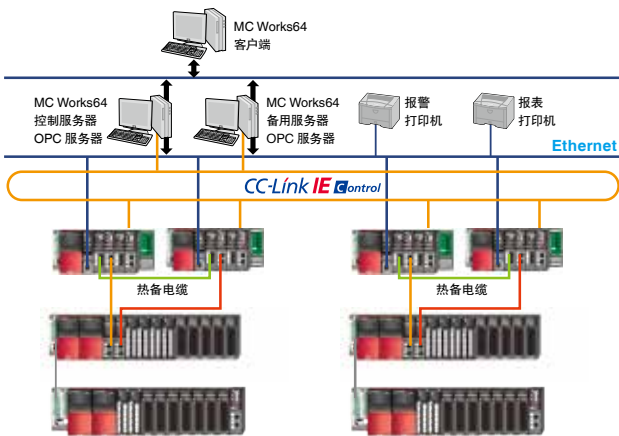 MC Works64
客户端
MC Works64
控制服务器
OPC 服务器
MC Works64
备用服务器
OPC 服务器
报警
打印机
报表
打印机
Ethernet
CC-Link IE Control
热备电缆
热备电缆